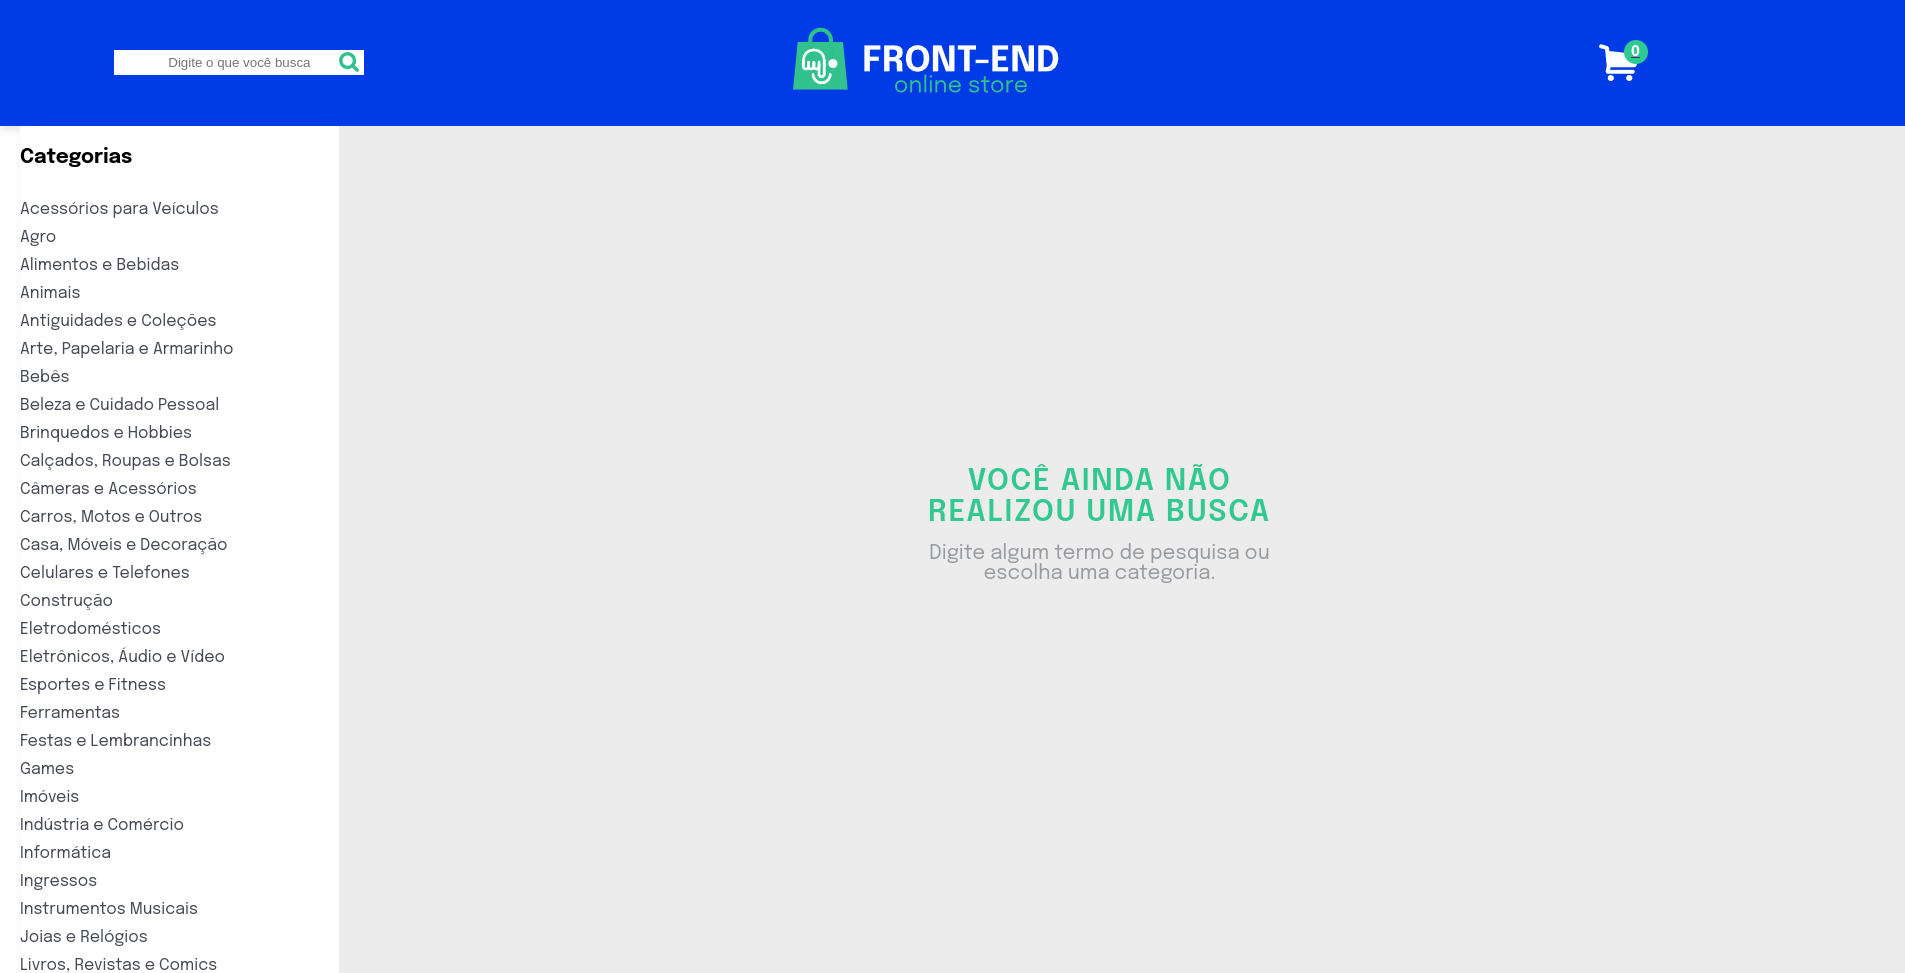 Digite o que você busca
FRONT-END
online store
0
Categorias
Acessórios para Veículos
Agro
Alimentos e Bebidas
Animais
Antiguidades e Coleções
Arte, Papelaria e Armarinho
Bebês
Beleza e Cuidado Pessoal
Brinquedos e Hobbies
Calçados, Roupas e Bolsas
Câmeras e Acessórios
Carros, Motos e Outros
Casa, Móveis e Decoração
Celulares e Telefones
Construção
Eletrodomésticos
Eletrônicos, Áudio e Vídeo
Esportes e Fitness
Ferramentas
Festas e Lembrancinhas
Games
Imóveis
Indústria e Comércio
Informática
Ingressos
Instrumentos Musicais
Joias e Relógios
Livros, Revistas e Comics
VOCÊ AINDA NÃO
REALIZOU UMA BUSCA
Digite algum termo de pesquisa ou
escolha uma categoria.